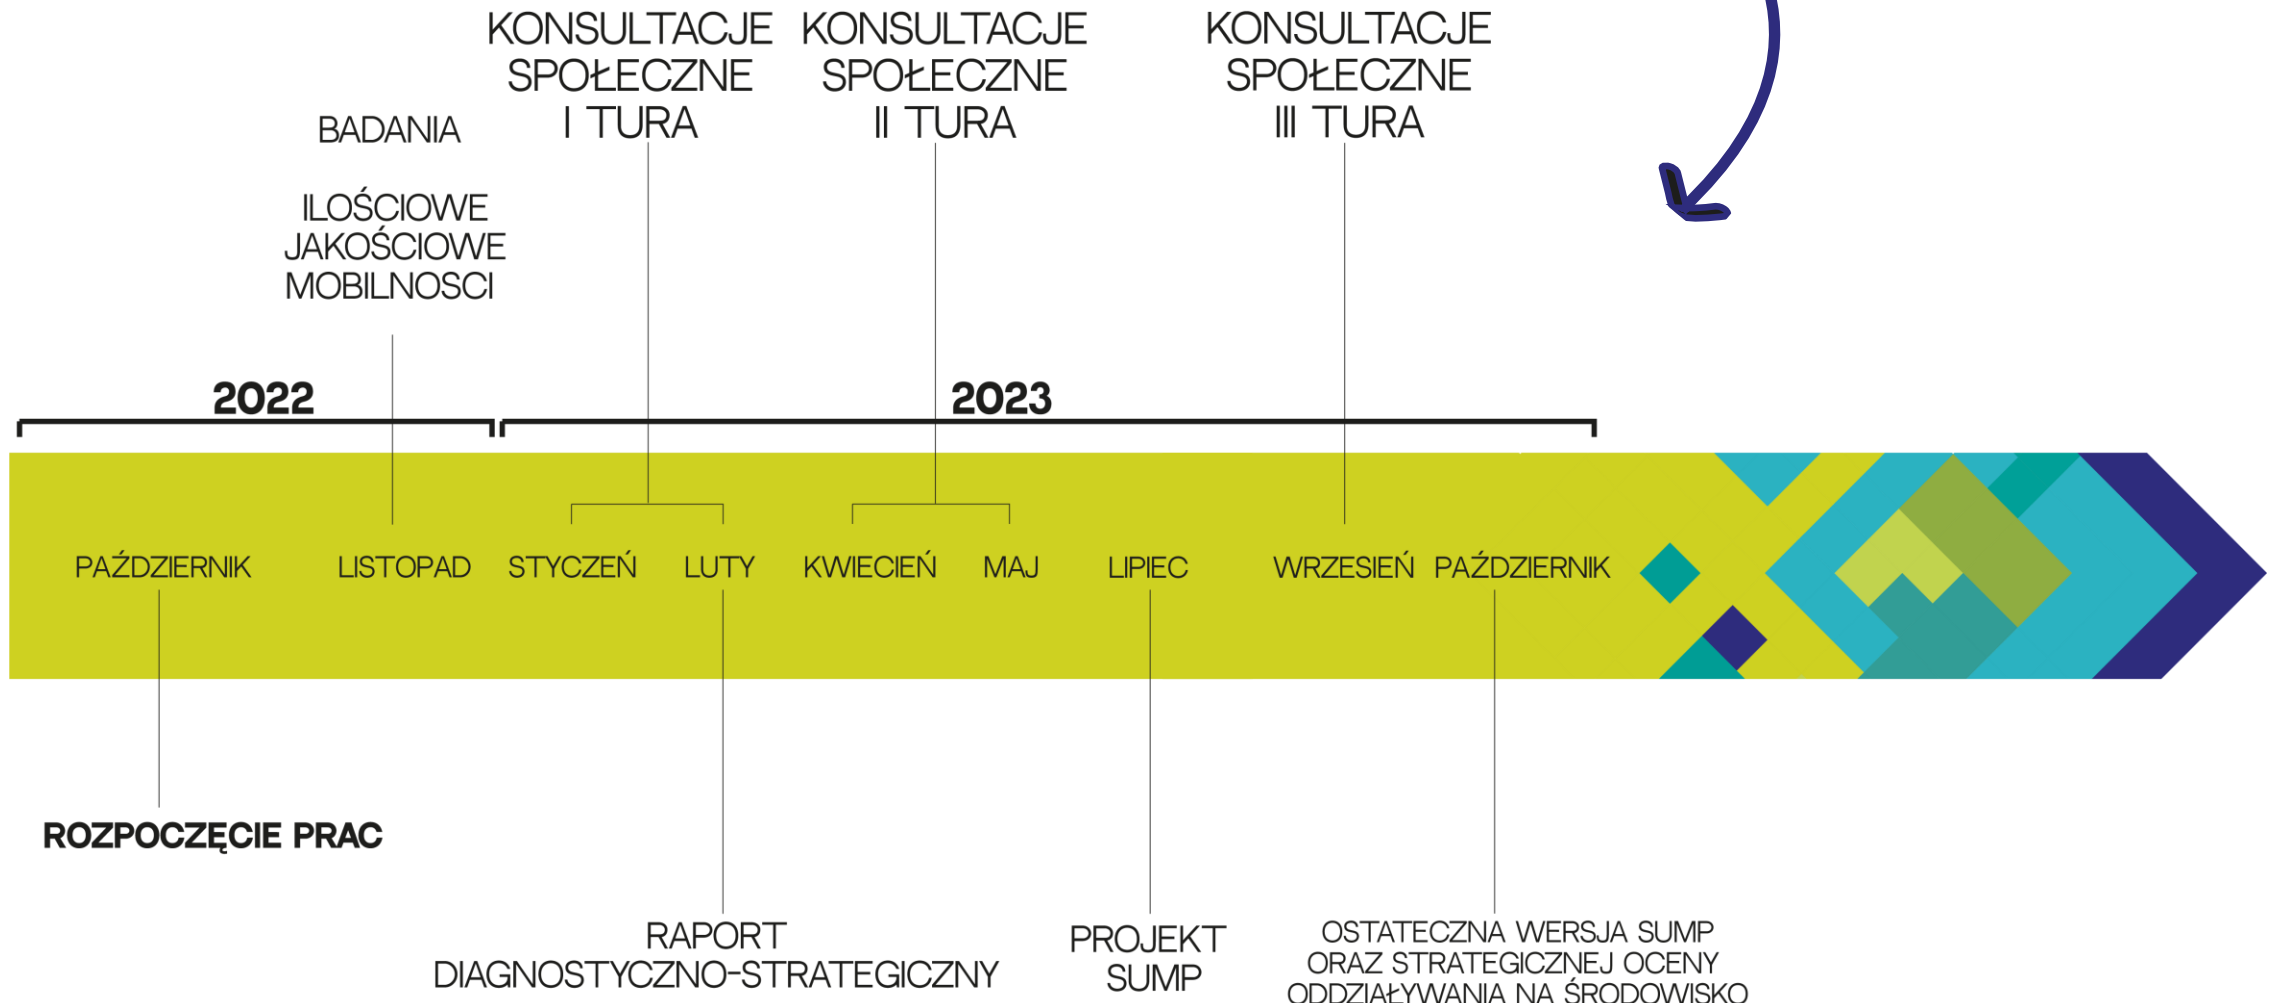 KONSULTACJE
SPOŁECZNE
I TURA
KONSULTACJE
SPOŁECZNE
II TURA
KONSULTACJE
SPOŁECZNE
III TURA
BADANIA
ILOŚCIOWE
JAKOŚCIOWE
MOBILNOSCI
2022
2023
PAŹDZIERNIK
LISTOPAD
STYCZEŃ
LUTY
KWIECIEŃ
MAJ
LIPIEC
WRZESIEŃ
PAŹDZIERNIK
ROZPOCZĘCIE PRAC
RAPORT
DIAGNOSTYCZNO-STRATEGICZNY
PROJEKT
SUMP
OSTATECZNA WERSJA SUMP
ORAZ STRATEGICZNEJ OCENY
ODDZIAŁYWANIA NA ŚRODOWISKO